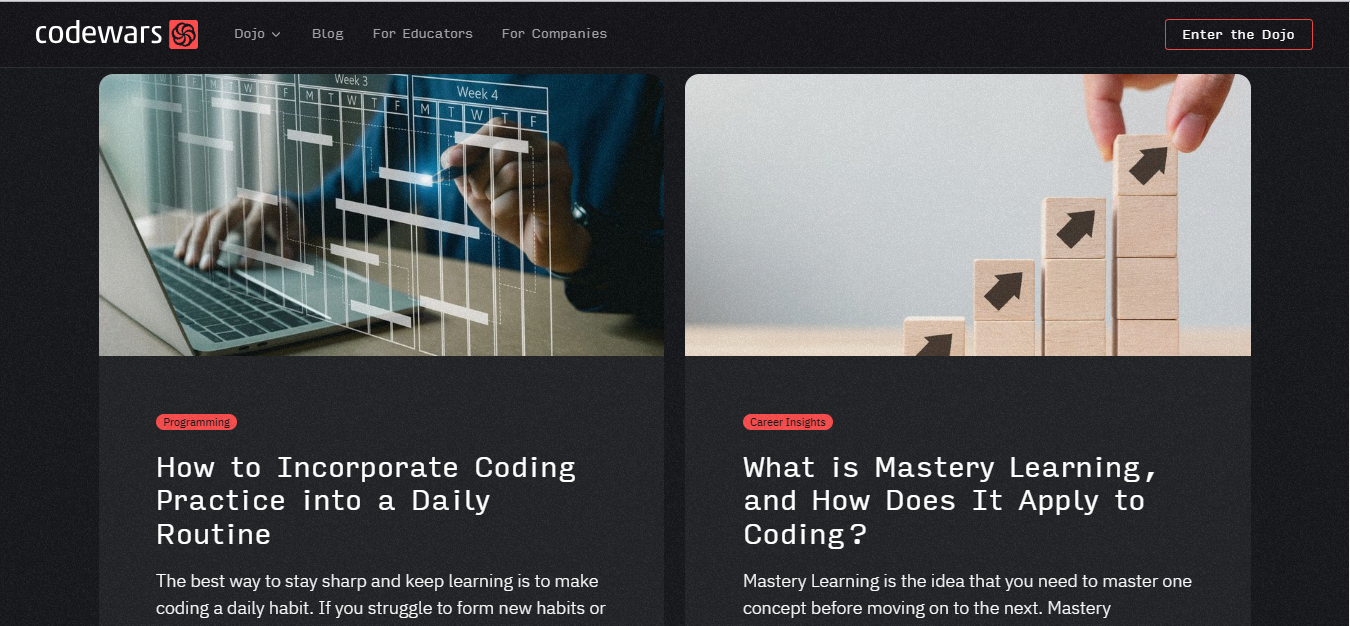 codewars
Dojo
Blog
For Educators
For Companies
Enter the Dojo
Week 3
Week 4
M T W T F
M T W T F
M T W T F
Programming
How to Incorporate Coding
Practice into a Daily
Routine
The best way to stay sharp and keep learning is to make
coding a daily habit. If you struggle to form new habits or
Career Insights
What is Mastery Learning,
and How Does It Apply to
Coding?
Mastery Learning is the idea that you need to master one
concept before moving on to the next. Mastery